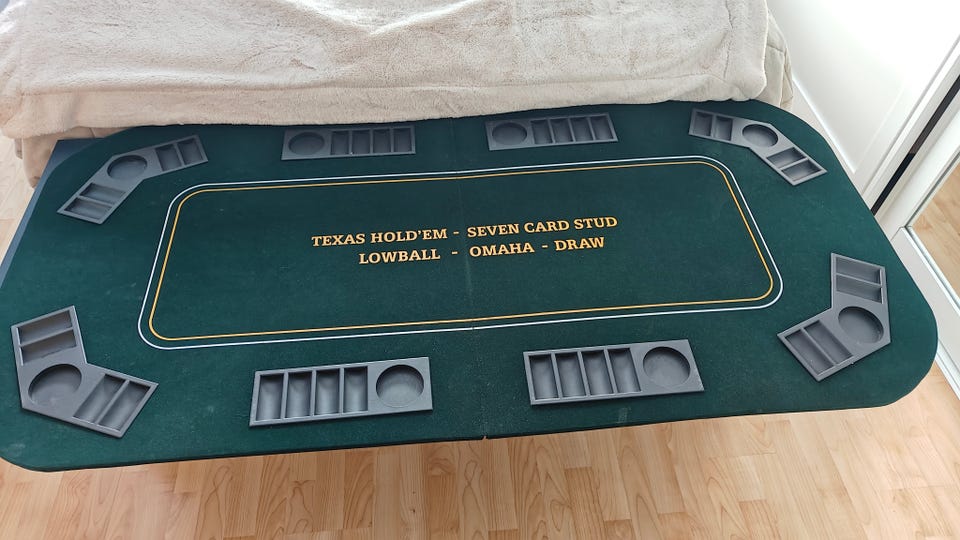 TEXAS HOLD'EM - SEVEN CARD STUD
LOWBALL - OMAHA - DRAW